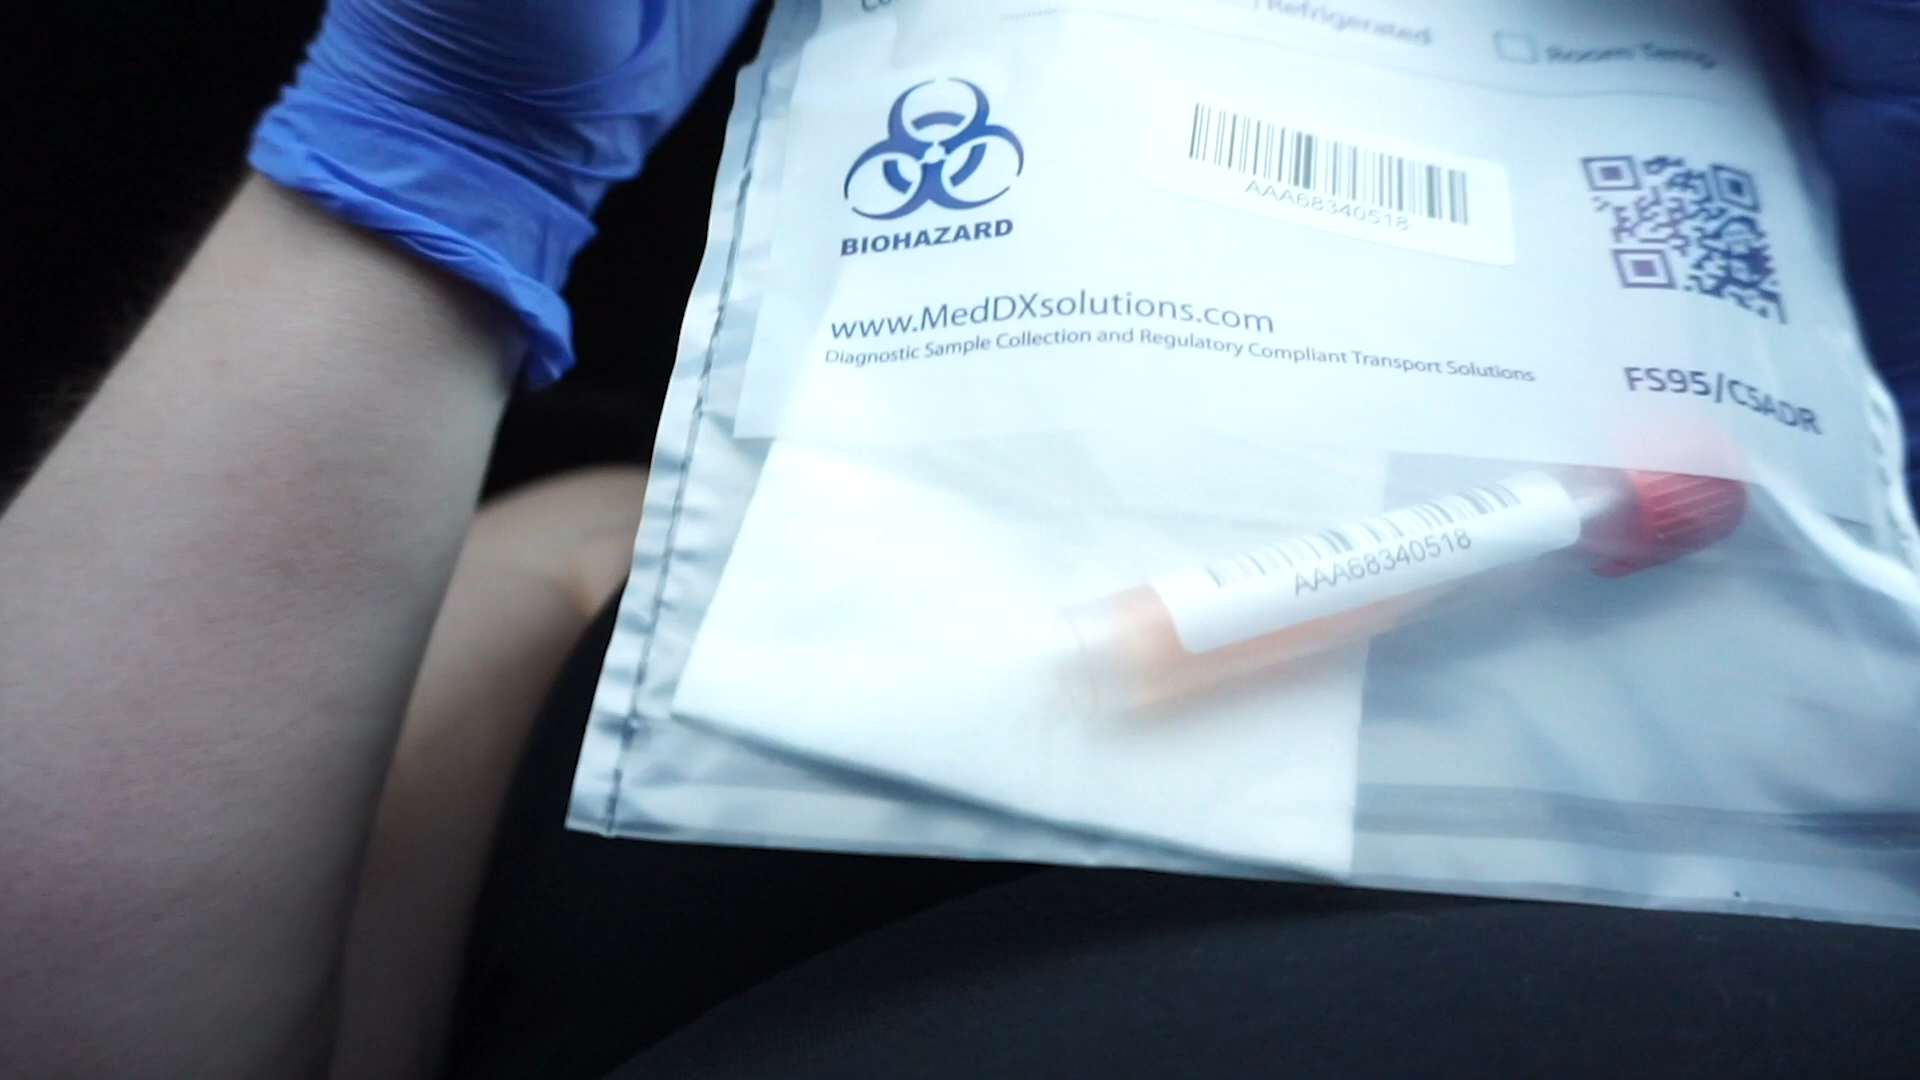 Refrigerated
Room Temp
AAA68340518
BIOHAZARD
www.MedDXsolutions.com
Diagnostic Sample Collection and Regulatory Compliant Transport Solutions
FS95/C5ADR
AAA68340518